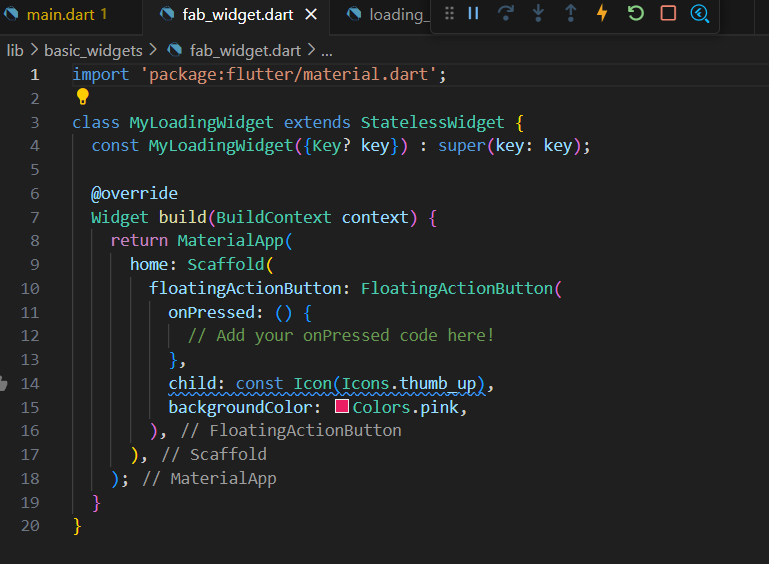 main.dart 1 fab_widget.dart loading_
lib > basic_widgets > fab_widget.dart > ...
1 import 'package:flutter/material.dart';
2
3 class MyLoadingWidget extends StatelessWidget {
4 const MyLoadingWidget({Key? key}) : super(key: key);
5
6 @override
7 Widget build(BuildContext context) {
8 return MaterialApp(
9 home: Scaffold(
10 floatingActionButton: FloatingActionButton(
11 onPressed: () {
12 // Add your onPressed code here!
13 },
14 child: const Icon(Icons.thumb_up),
15 backgroundColor: Colors.pink,
16 ), // FloatingActionButton
17 ), // Scaffold
18 ); // MaterialApp
19 }
20 }